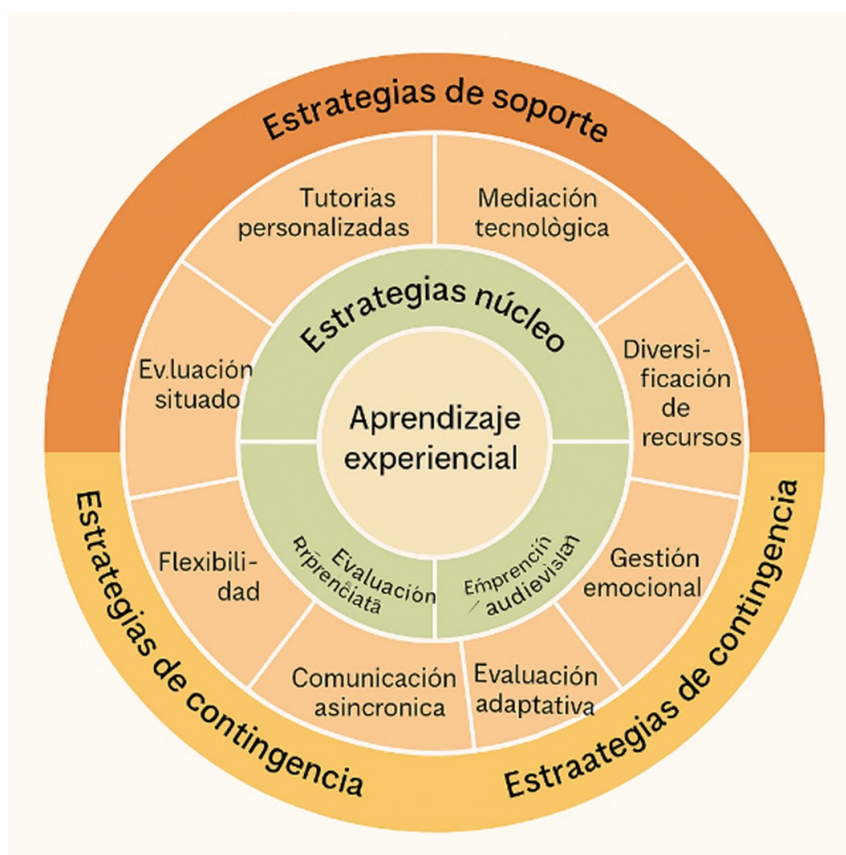 Estrategias de soporte
Tutorias
personalizadas
Mediación
tecnològica
Estrategias núcleo
Ev.luación
situado
Diversi-
ficación
de
recursos
Aprendizaje
experiencial
Flexibili-
dad
Evaluación
Gestión
emocional
Comunicación
asincronica
Evaluación
adaptativa
Estrategias de contingencia
Estraategias de contingencia